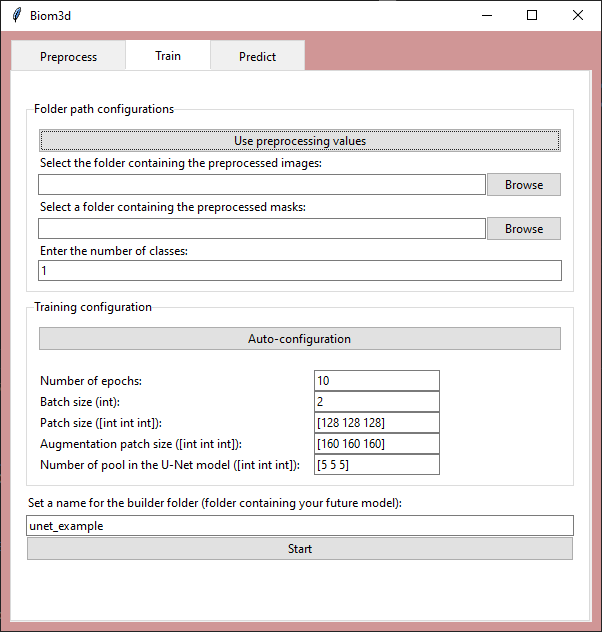 Biom3d
Preprocess Train Predict
Folder path configurations
Use preprocessing values
Select the folder containing the preprocessed images:
Browse
Select a folder containing the preprocessed masks:
Browse
Enter the number of classes:
1
Training configuration
Auto-configuration
Number of epochs: 10
Batch size (int): 2
Patch size ([int int int]): [128 128 128]
Augmentation patch size ([int int int]): [160 160 160]
Number of pool in the U-Net model ([int int int]): [5 5 5]
Set a name for the builder folder (folder containing your future model):
unet_example
Start